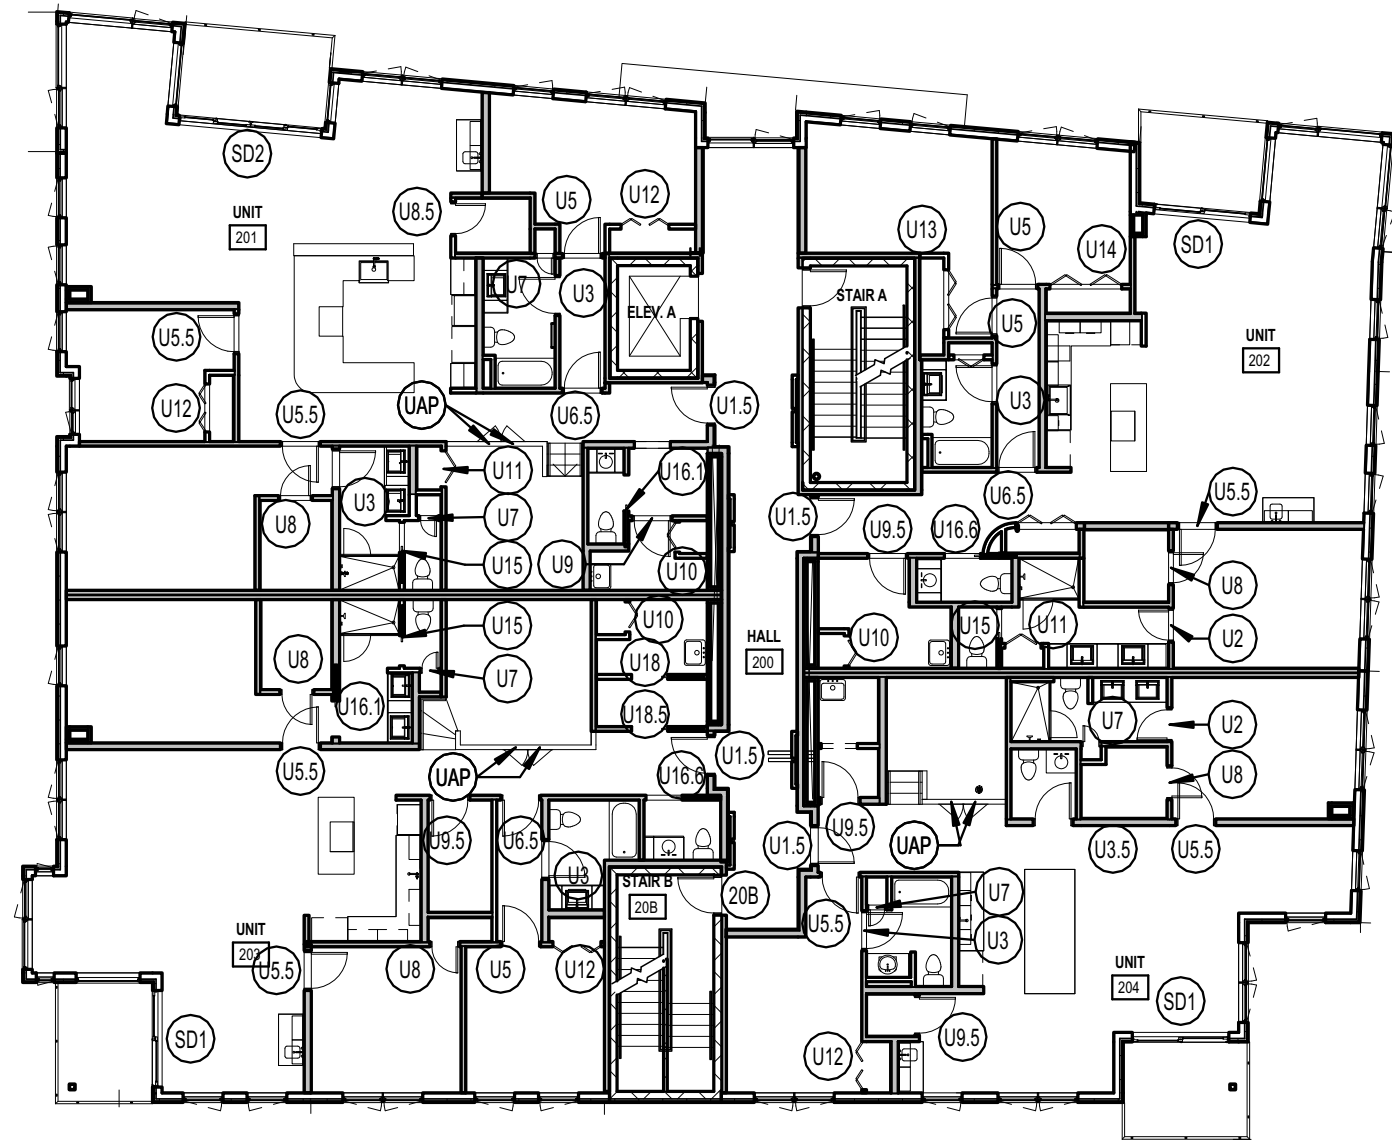 SD2
U8.5
U5
U12
UNIT
201
U7
U3
ELEV. A
STAIR A
U13
U5
U14
SD1
U5
UNIT
202
U5.5
U12
U5.5
UAP
U6.5
U1.5
U3
U11
U16.1
U6.5
U5.5
U8
U3
U7
U1.5
U9.5
U16.6
U15
U9
U10
U8
U15
U10
U10
U15
U11
U2
HALL
200
U8
U7
U18
U16.1
U18.5
U7
U2
U5.5
UAP
U16.6
U1.5
U8
U9.5
U6.5
U3
U1.5
U9.5
UAP
U3.5
U5.5
STAIR B
20B
20B
U7
U5.5
U3
UNIT
203
U5.5
U8
U5
U12
UNIT
204
SD1
SD1
U12
U9.5